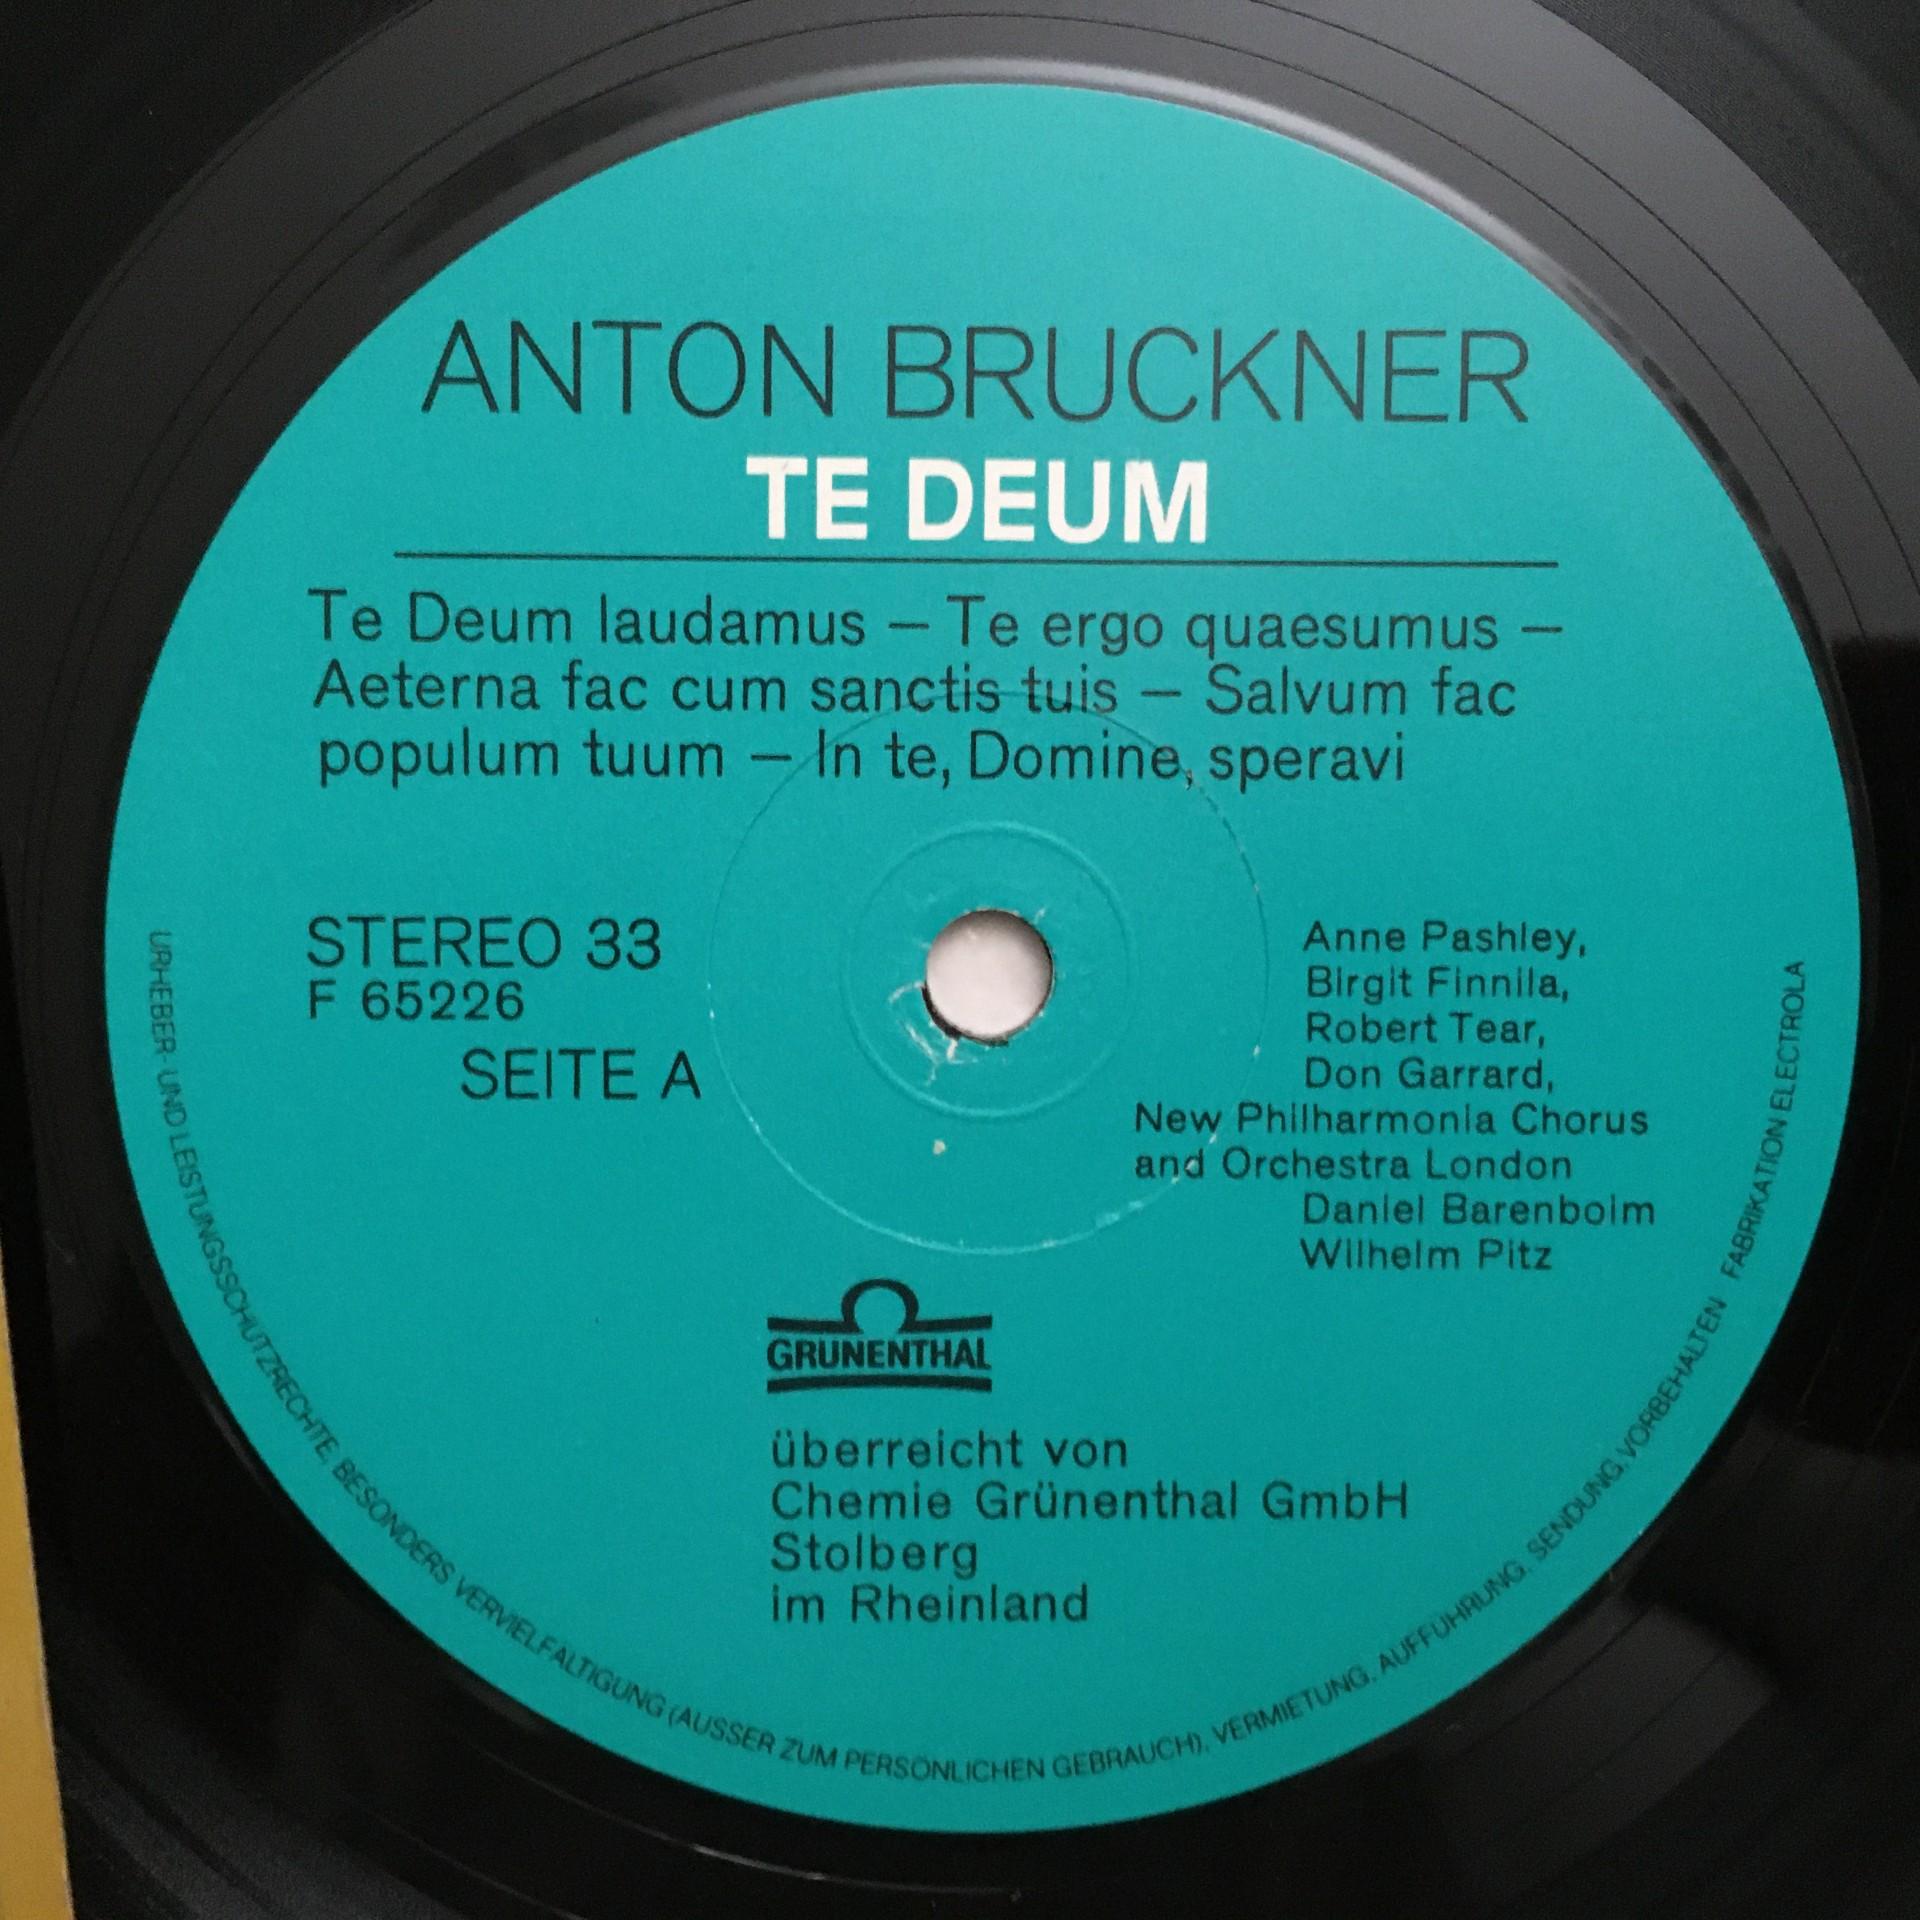 ANTON BRUCKNER
TE DEUM
Te Deum laudamus – Te ergo quaesumus –
Aeterna fac cum sanctis tuis – Salvum fac
populum tuum – In te, Domine, speravi
STEREO 33
F 65226
SEITE A
Anne Pashley,
Birgit Finnila,
Robert Tear,
Don Garrard,
New Philharmonia Chorus
and Orchestra London
Daniel Barenboim
Wilhelm Pitz
GRÜNENTHAL
überreicht von
Chemie Grünenthal GmbH
Stolberg
im Rheinland
URHEBER- UND LEISTUNGSSCHUTZRECHTE, BESONDERS VERVIELFÄLTIGUNG (AUSSER ZUM PERSÖNLICHEN GEBRAUCH), VERMIETUNG, AUFFÜHRUNG, SENDUNG, VORBEHALTEN FABRIKATION ELECTROLA